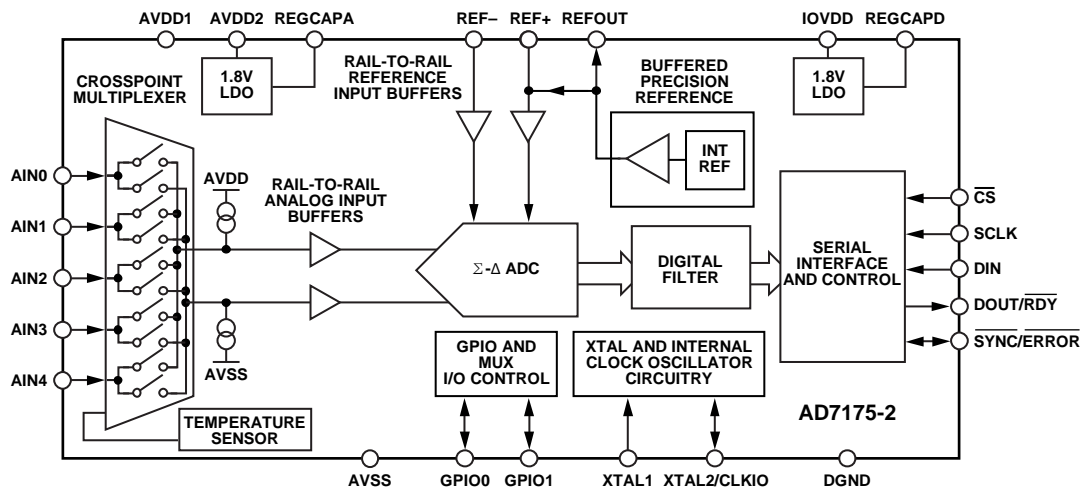 AVDD1 AVDD2 REGCAPA REF– REF+ REFOUT IOVDD REGCAPD
CROSSPOINT
MULTIPLEXER
1.8V
LDO
RAIL-TO-RAIL
REFERENCE
INPUT BUFFERS
BUFFERED
PRECISION
REFERENCE
1.8V
LDO
INT
REF
AIN0
AIN1
AIN2
AIN3
AIN4
AVDD
RAIL-TO-RAIL
ANALOG INPUT
BUFFERS
AVSS
Σ-Δ ADC
DIGITAL
FILTER
SERIAL
INTERFACE
AND CONTROL
CS
SCLK
DIN
DOUT/RDY
SYNC/ERROR
GPIO AND
MUX
I/O CONTROL
XTAL AND INTERNAL
CLOCK OSCILLATOR
CIRCUITRY
TEMPERATURE
SENSOR
AD7175-2
AVSS GPIO0 GPIO1 XTAL1 XTAL2/CLKIO DGND